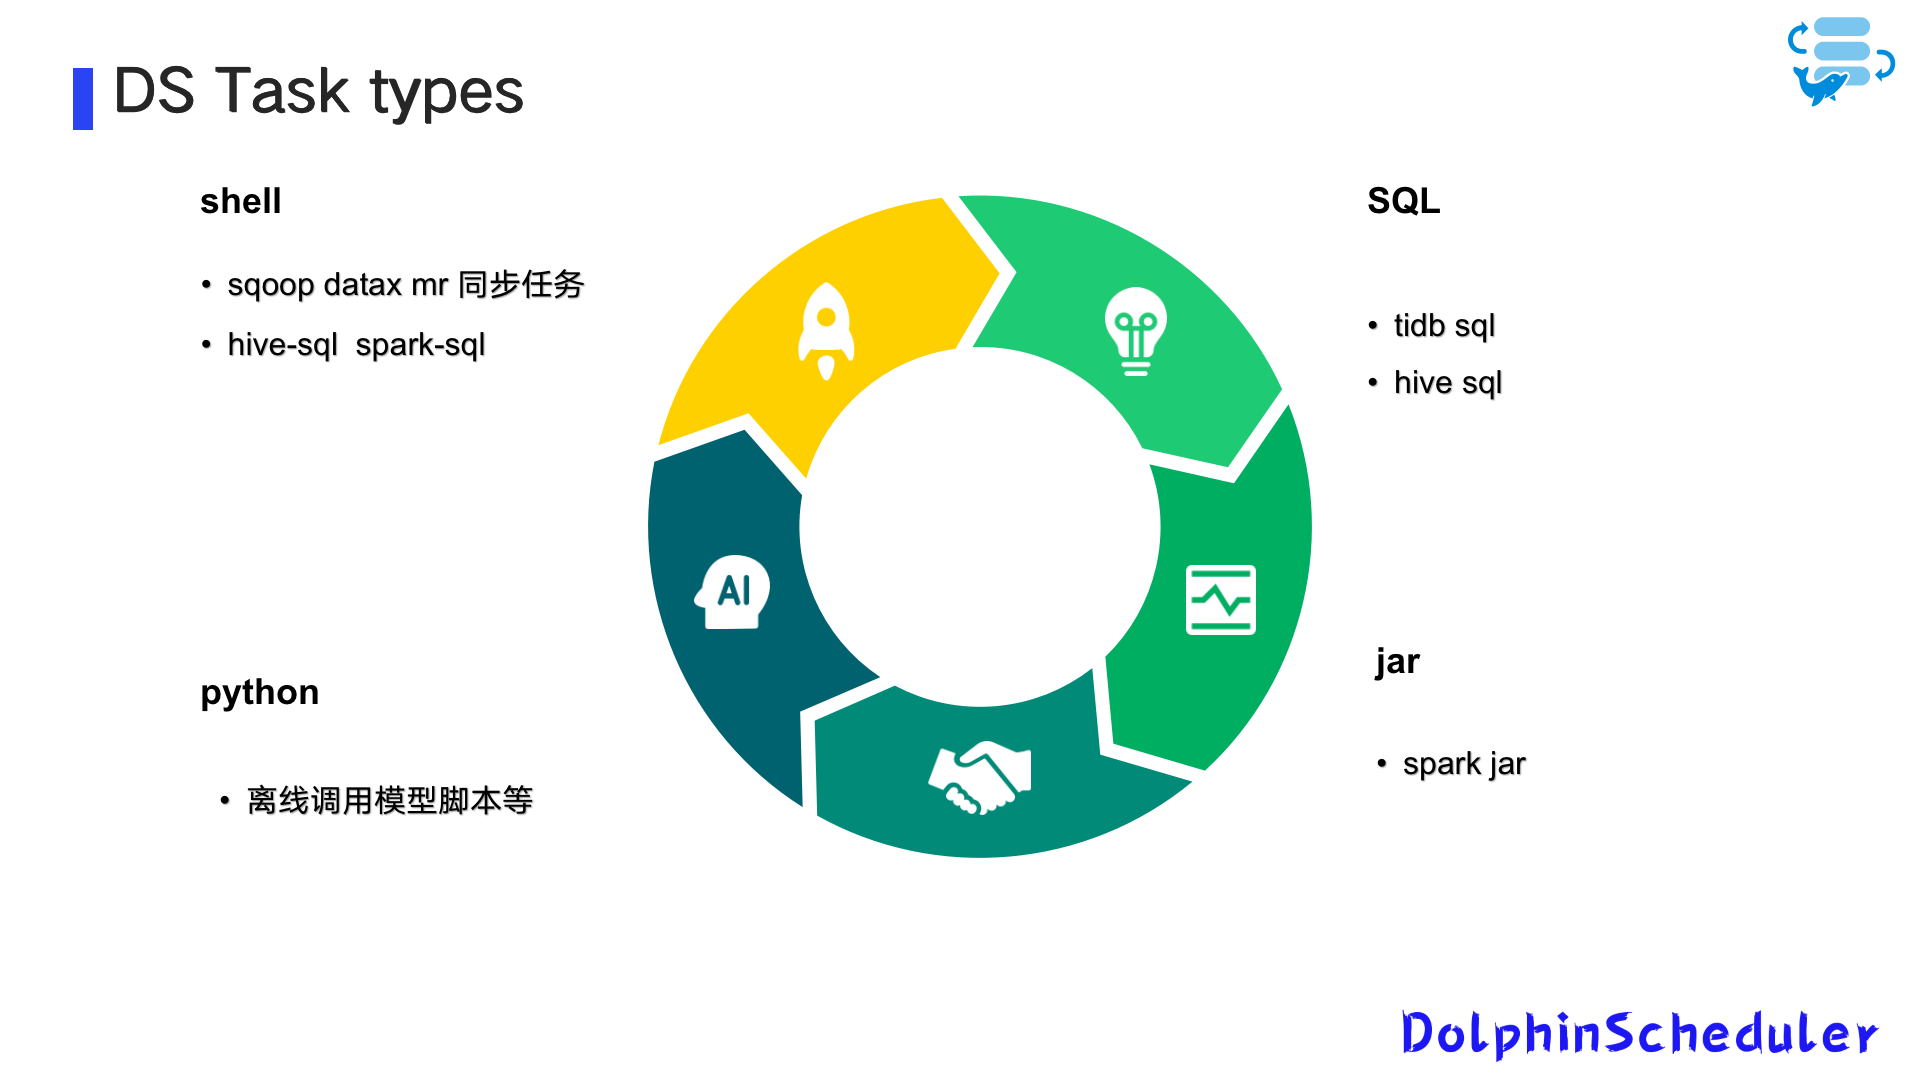 DS Task types
shell
• sqoop datax mr 同步任务
• hive-sql  spark-sql
SQL
• tidb sql
• hive sql
AI
python
• 离线调用模型脚本等
jar
• spark jar
DolphinScheduler